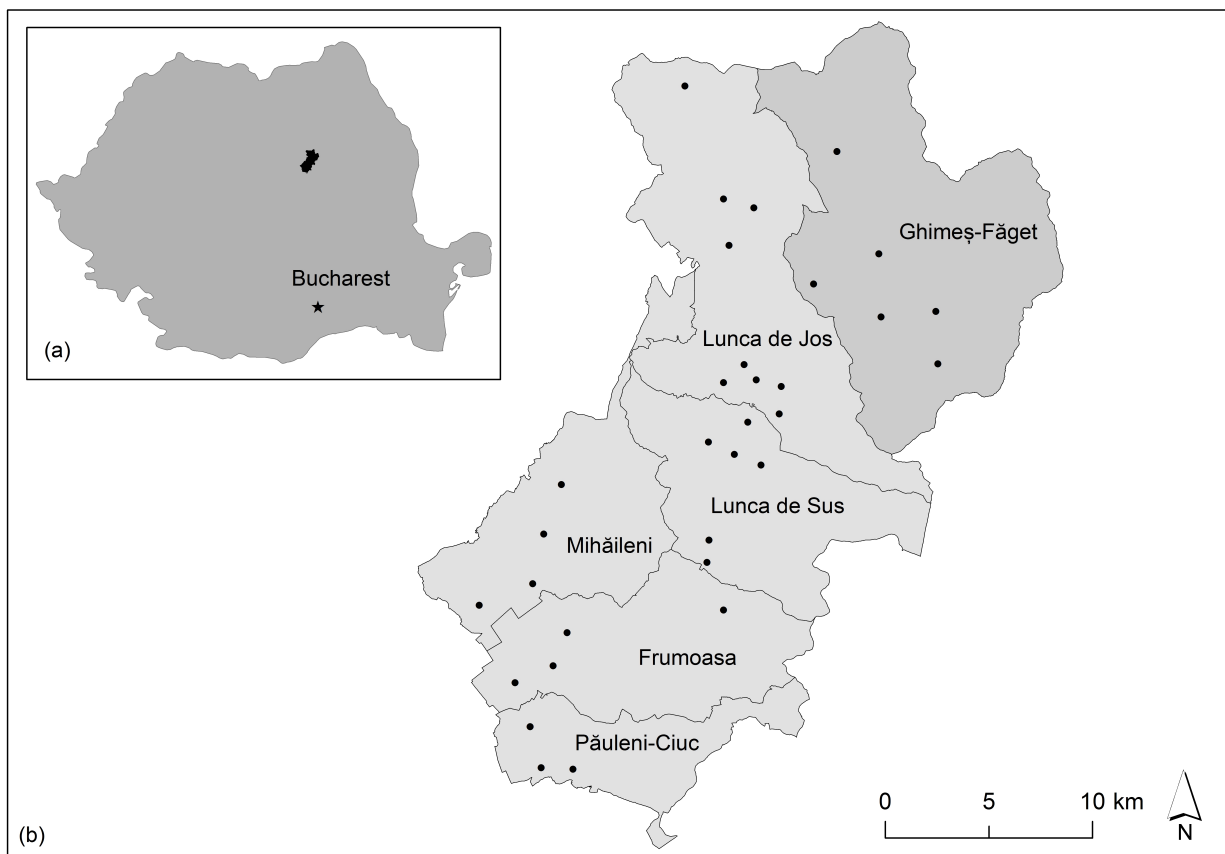 Bucharest
(a)
Ghimeș-Făget
Lunca de Jos
Lunca de Sus
Mihăileni
Frumoasa
Păuleni-Ciuc
0 5 10 km
N
(b)